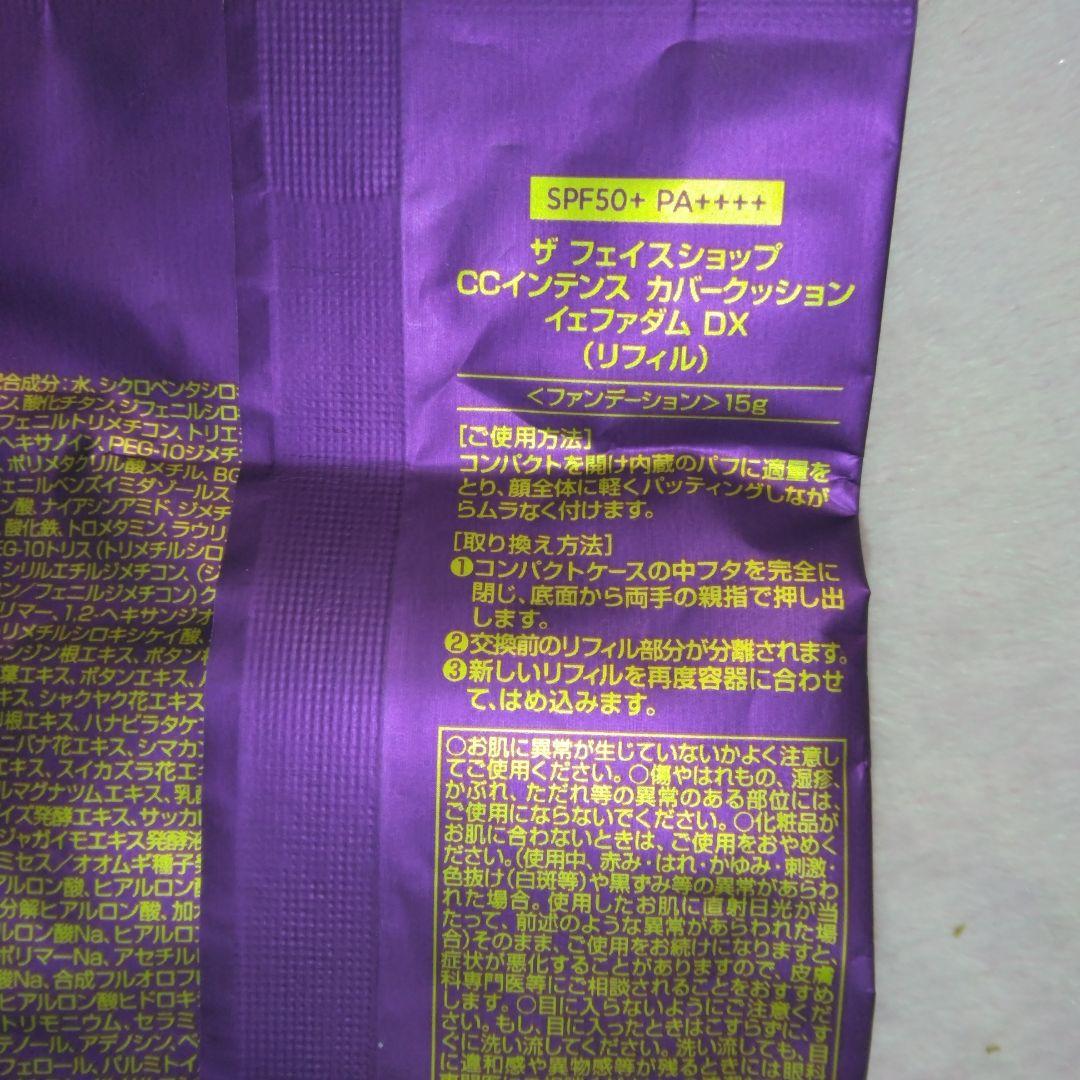 SPF50+ PA++++
ザ フェイスショップ
CCインテンス カバークッション
イェファダム DX
(リフィル)
<ファンデーション>15g
[ご使用方法]
コンパクトを開け内蔵のパフに適量を
とり、顔全体に軽くパッティングしなが
らムラなく付けます。
[取り換え方法]
❶コンパクトケースの中フタを完全に
閉じ、底面から両手の親指で押し出
します。
❷交換前のリフィル部分が分離されます。
❸新しいリフィルを再度容器に合わせ
て、はめ込みます。
○お肌に異常が生じていないかよく注意し
てご使用ください。○傷やはれもの、湿疹、
かぶれ、ただれ等の異常のある部位には、
ご使用にならないでください。○化粧品が
お肌に合わないときは、ご使用をおやめく
ださい。(使用中、赤み・はれ・かゆみ・刺激・
色抜け(白斑等)や黒ずみ等の異常があらわ
れた場合。使用したお肌に直射日光が当
たって、前述のような異常があらわれた場
合)そのまま、ご使用をお続けになりますと、
症状が悪化することがありますので、皮膚
科専門医等にご相談されることをおすすめ
します。○目に入らないようにご注意くだ
さい。もし、目に入ったときはこすらずに、す
ぐに洗い流してください。洗い流しても、目
に違和感や異物感等が残るときには眼科
合成分:水、シクロペンタシロ
ン、酸化チタン、ジフェニルシロ
フェニルトリメチコン、トリエ
ヘキサノイン、PEG-10ジメチ
、ポリメタクリル酸メチル、BG
ェニルベンズイミダゾールス
ン酸、ナイアシンアミド、ジメチ
、酸化鉄、トロメタミン、ラウリ
EG-10トリス(トリメチルシロ
シリルエチルジメチコン、(ジ
ン/フェニルジメチコン)ク
リマー、1,2-ヘキサンジオ
リメチルシロキシケイ酸、
ンジン根エキス、ボタン
葉エキス、ボタンエキス、
キス、シャクヤク花エキス
根エキス、ハナビラタケ
ニバナ花エキス、シマカン
エキス、スイカズラ花エ
ルマグナツムエキス、乳
イズ発酵エキス、サッカ
ジャガイモエキス発酵液
ミセス/オオムギ種子発
アルロン酸、ヒアルロン酸
分解ヒアルロン酸、加水
ルロン酸Na、ヒアルロン
ポリマーNa、アセチル
酸Na、合成フルオロフ
ヒアルロン酸ヒドロキ
トリモニウム、セラミ
テノール、アデノシン、ベ
フェロール、パルミトイ